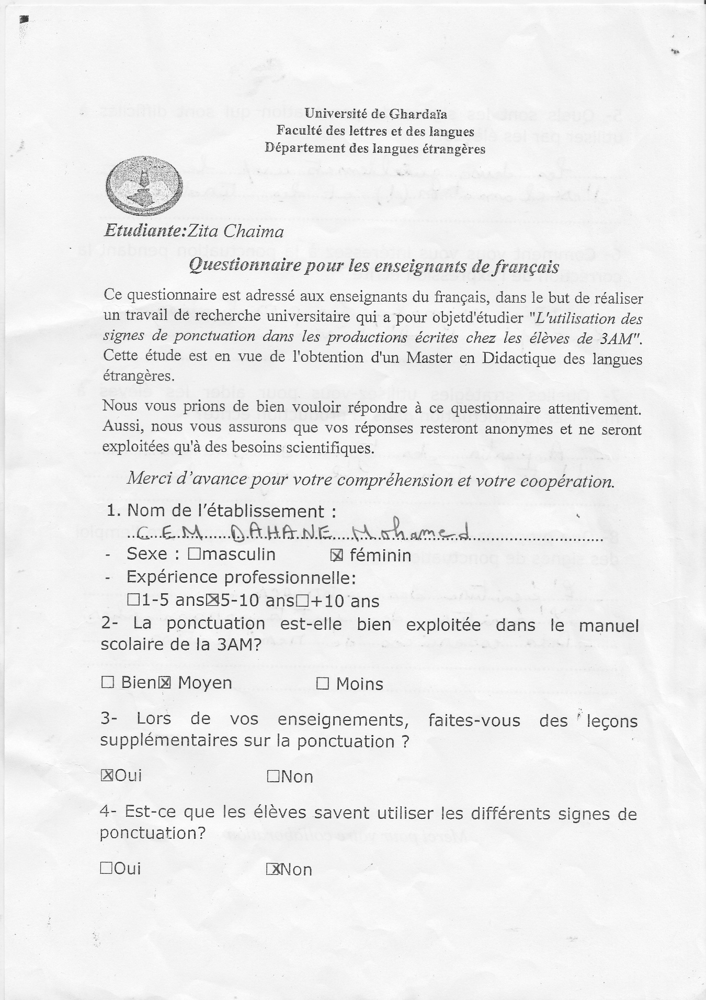 Université de Ghardaïa
Faculté des lettres et des langues
Département des langues étrangères
Etudiante:Zita Chaima
Questionnaire pour les enseignants de français
Ce questionnaire est adressé aux enseignants du français, dans le but de réaliser
un travail de recherche universitaire qui a pour objetd'étudier "L'utilisation des
signes de ponctuation dans les productions écrites chez les élèves de 3AM".
Cette étude est en vue de l'obtention d'un Master en Didactique des langues
étrangères.
Nous vous prions de bien vouloir répondre à ce questionnaire attentivement.
Aussi, nous vous assurons que vos réponses resteront anonymes et ne seront
exploitées qu'à des besoins scientifiques.
Merci d’avance pour votre compréhension et votre coopération.
1. Nom de l’établissement :
C E M DAHANE Mohamed
- Sexe : ☐masculin ☒ féminin
- Expérience professionnelle:
☐1-5 ans☒5-10 ans☐+10 ans
2- La ponctuation est-elle bien exploitée dans le manuel
scolaire de la 3AM?
☐ Bien☒ Moyen ☐ Moins
3- Lors de vos enseignements, faites-vous des leçons
supplémentaires sur la ponctuation ?
☒Oui ☐Non
4- Est-ce que les élèves savent utiliser les différents signes de
ponctuation?
☐Oui ☒Non